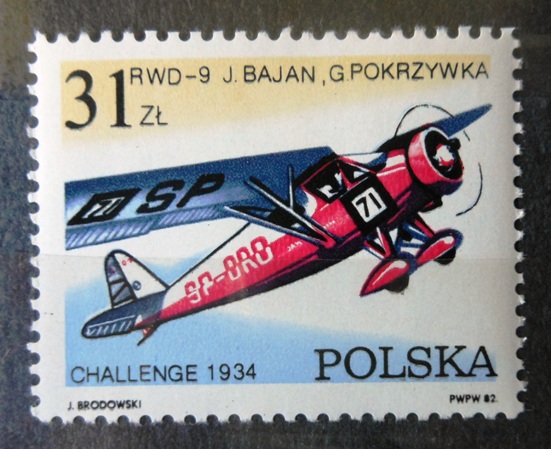 31 ZŁ
RWD-9 J. BAJAN, G. POKRZYWKA
SP
71
SP-DRD
CHALLENGE 1934
POLSKA
J. BRODOWSKI
PWPW 82.